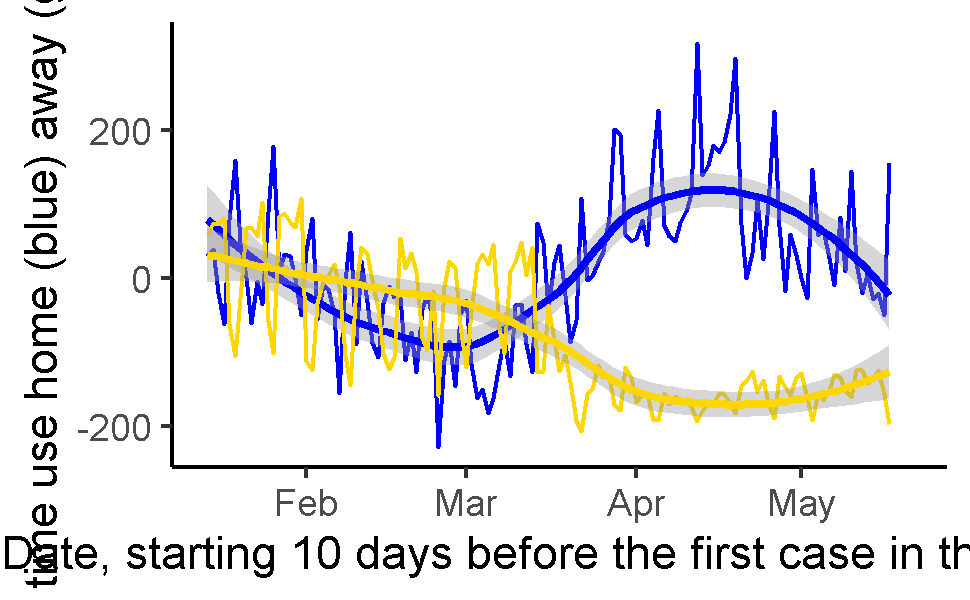 time use home (blue) away (
200
0
-200
Feb Mar Apr May
Date, starting 10 days before the first case in th